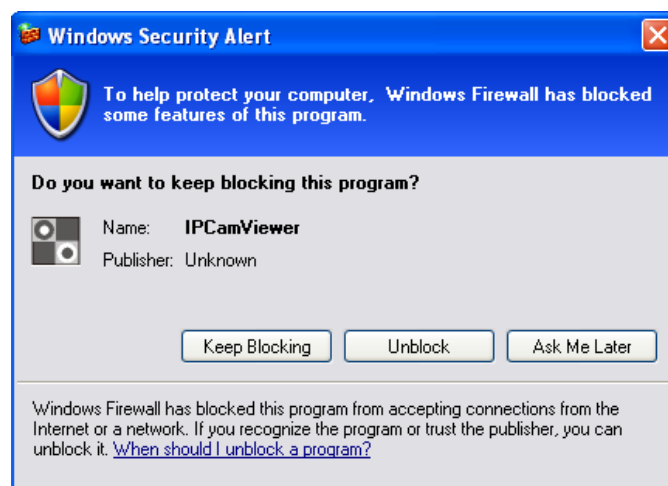 Windows Security Alert
To help protect your computer, Windows Firewall has blocked
some features of this program.
Do you want to keep blocking this program?
Name: IPCamViewer
Publisher: Unknown
Keep Blocking Unblock Ask Me Later
Windows Firewall has blocked this program from accepting connections from the
Internet or a network. If you recognize the program or trust the publisher, you can
unblock it. When should I unblock a program?